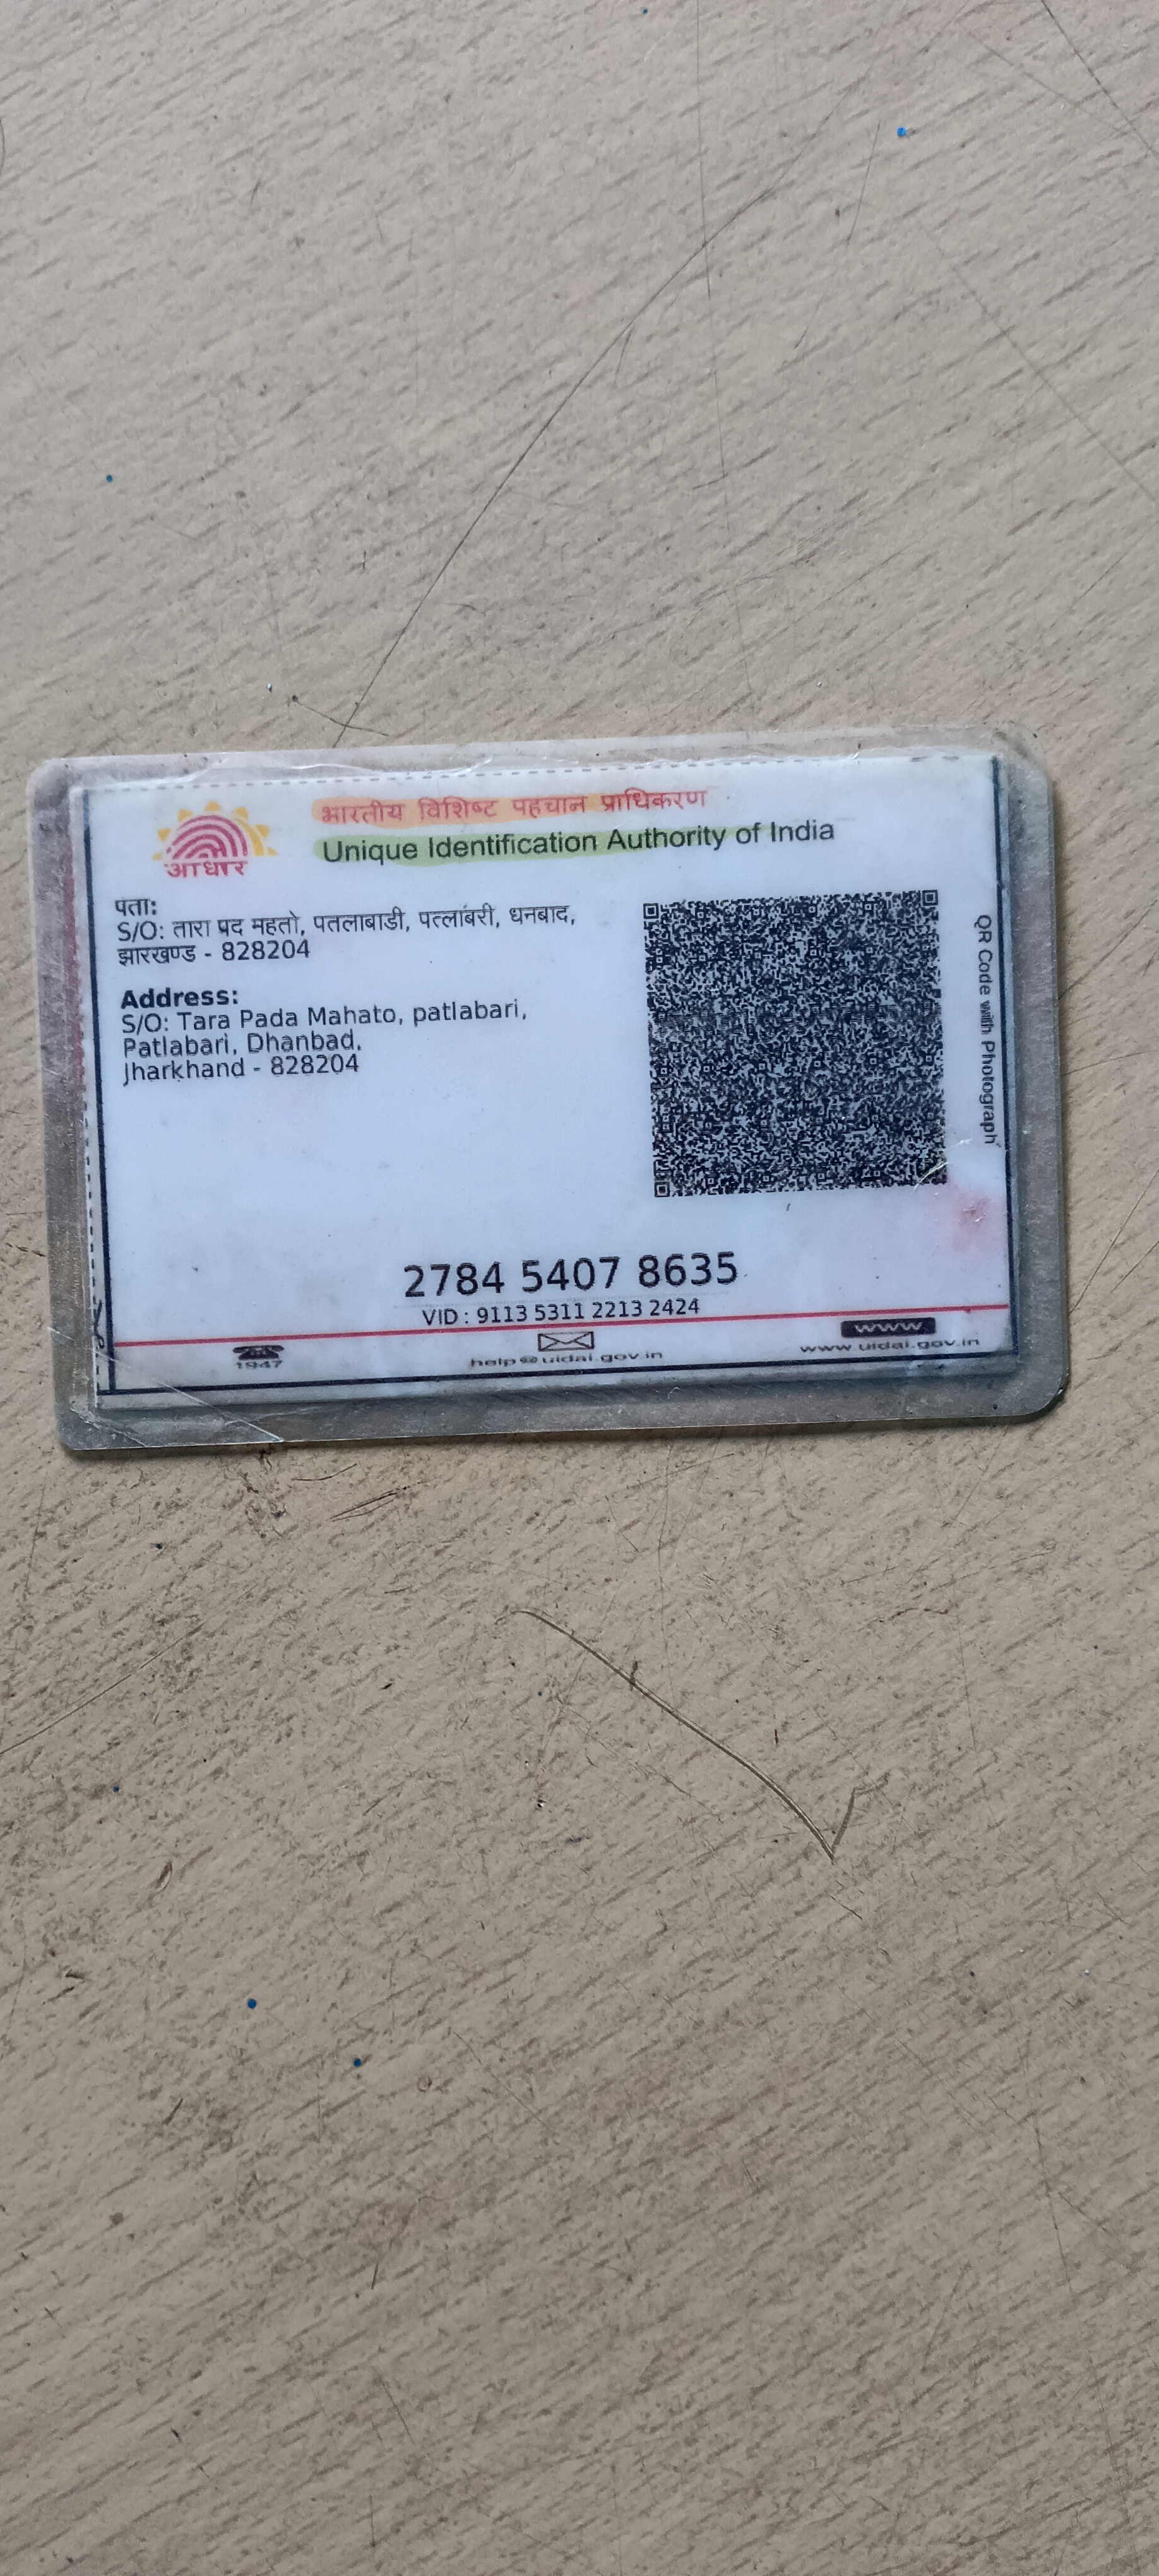 भारतीय विशिष्ट पहचान प्राधिकरण
Unique Identification Authority of India
आधार
पता:
S/O: तारा पद महतो, पतलाबाडी, पत्लाबरी, धनबाद,
झारखण्ड - 828204
Address:
S/O: Tara Pada Mahato, patlabari,
Patlabari, Dhanbad,
Jharkhand - 828204
QR Code with Photograph
2784 5407 8635
VID : 9113 5311 2213 2424
1947
help@uidai.gov.in
www
www.uidai.gov.in